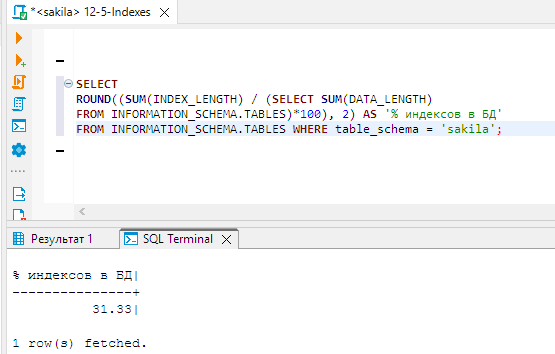 *<sakila> 12-5-Indexes
SELECT
ROUND((SUM(INDEX_LENGTH) / (SELECT SUM(DATA_LENGTH)
FROM INFORMATION_SCHEMA.TABLES)*100), 2) AS '% индексов в БД'
FROM INFORMATION_SCHEMA.TABLES WHERE table_schema = 'sakila';
Результат 1 SQL Terminal
% индексов в БД|
---------------+
31.33|
1 row(s) fetched.